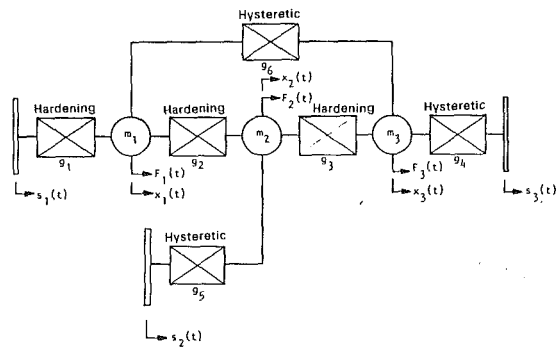 Hysteretic
g6
x2(t)
F2(t)
Hardening
Hardening
Hardening
Hysteretic
m1
m2
m3
g1
g2
g3
g4
F1(t)
x1(t)
F3(t)
x3(t)
s1(t)
s3(t)
Hysteretic
g5
s2(t)